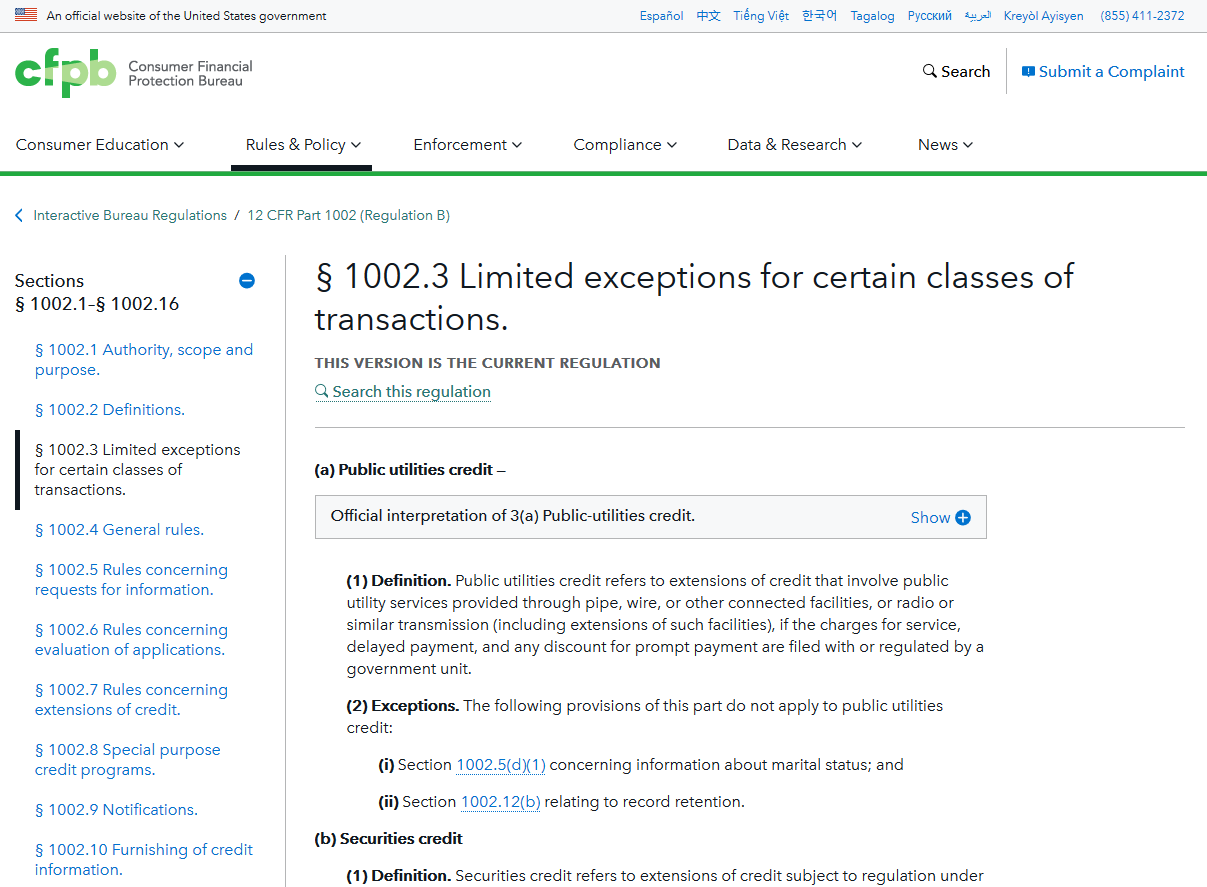 An official website of the United States government
Español 中文 Tiếng Việt 한국어 Tagalog Русский العربية Kreyòl Ayisyen (855) 411-2372
cfpb Consumer Financial
Protection Bureau
Search
Submit a Complaint
Consumer Education
Rules & Policy
Enforcement
Compliance
Data & Research
News
Interactive Bureau Regulations / 12 CFR Part 1002 (Regulation B)
Sections
§ 1002.1–§ 1002.16
§ 1002.1 Authority, scope and
purpose.
§ 1002.2 Definitions.
§ 1002.3 Limited exceptions
for certain classes of
transactions.
§ 1002.4 General rules.
§ 1002.5 Rules concerning
requests for information.
§ 1002.6 Rules concerning
evaluation of applications.
§ 1002.7 Rules concerning
extensions of credit.
§ 1002.8 Special purpose
credit programs.
§ 1002.9 Notifications.
§ 1002.10 Furnishing of credit
information.
§ 1002.3 Limited exceptions for certain classes of
transactions.
THIS VERSION IS THE CURRENT REGULATION
Search this regulation
(a) Public utilities credit –
Official interpretation of 3(a) Public-utilities credit.
Show
(1) Definition. Public utilities credit refers to extensions of credit that involve public
utility services provided through pipe, wire, or other connected facilities, or radio or
similar transmission (including extensions of such facilities), if the charges for service,
delayed payment, and any discount for prompt payment are filed with or regulated by a
government unit.
(2) Exceptions. The following provisions of this part do not apply to public utilities
credit:
(i) Section 1002.5(d)(1) concerning information about marital status; and
(ii) Section 1002.12(b) relating to record retention.
(b) Securities credit
(1) Definition. Securities credit refers to extensions of credit subject to regulation under